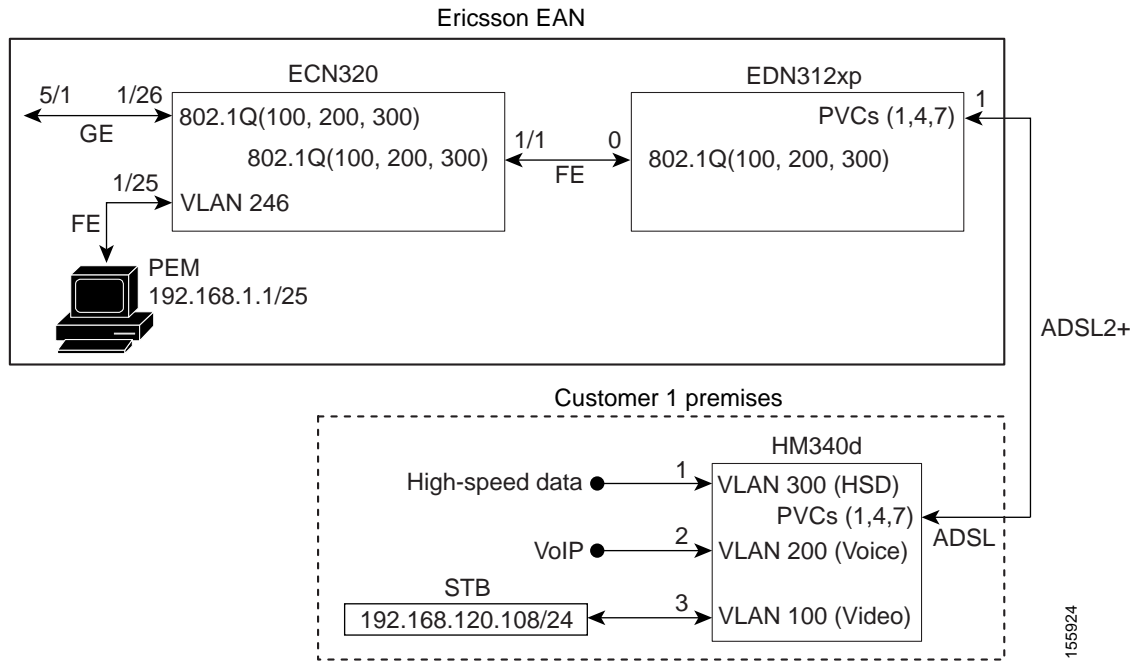 Ericsson EAN
ECN320
EDN312xp
5/1
1/26
GE
802.1Q(100, 200, 300)
802.1Q(100, 200, 300)
1/1
0
FE
PVCs (1,4,7)
1
802.1Q(100, 200, 300)
1/25
VLAN 246
FE
PEM
192.168.1.1/25
ADSL2+
Customer 1 premises
HM340d
High-speed data
1
VLAN 300 (HSD)
PVCs (1,4,7)
ADSL
VoIP
2
VLAN 200 (Voice)
STB
192.168.120.108/24
3
VLAN 100 (Video)
155924